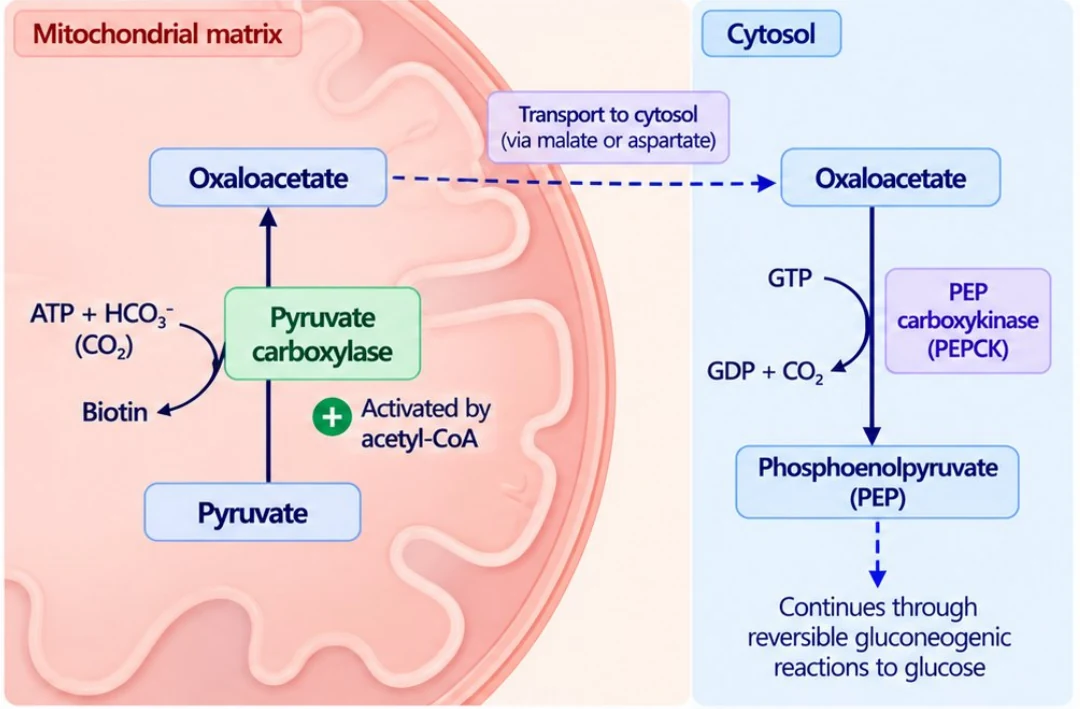 Mitochondrial matrix
Cytosol
Transport to cytosol
(via malate or aspartate)
Oxaloacetate
Oxaloacetate
ATP + HCO₃⁻
(CO₂)
Pyruvate
carboxylase
Biotin
Activated by
acetyl-CoA
+
Pyruvate
GTP
PEP
carboxykinase
(PEPCK)
GDP + CO₂
Phosphoenolpyruvate
(PEP)
Continues through
reversible gluconeogenic
reactions to glucose